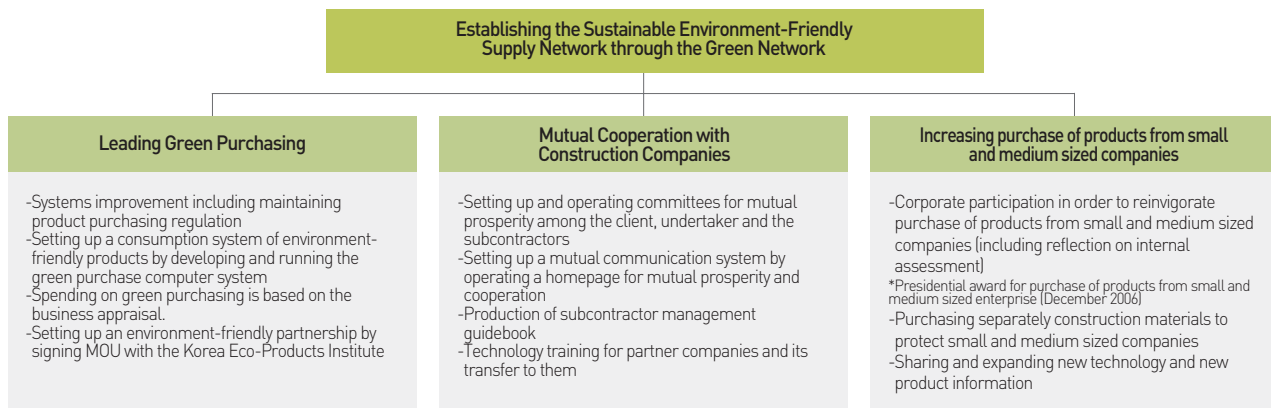 Establishing the Sustainable Environment-Friendly
Supply Network through the Green Network
Leading Green Purchasing
-Systems improvement including maintaining
product purchasing regulation
-Setting up a consumption system of environment-
friendly products by developing and running the
green purchase computer system
-Spending on green purchasing is based on the
business appraisal.
-Setting up an environment-friendly partnership by
signing MOU with the Korea Eco-Products Institute
Mutual Cooperation with
Construction Companies
-Setting up and operating committees for mutual
prosperity among the client, undertaker and the
subcontractors
-Setting up a mutual communication system by
operating a homepage for mutual prosperity and
cooperation
-Production of subcontractor management
guidebook
-Technology training for partner companies and its
transfer to them
Increasing purchase of products from small
and medium sized companies
-Corporate participation in order to reinvigorate
purchase of products from small and medium sized
companies (including reflection on internal
assessment)
*Presidential award for purchase of products from small and
medium sized enterprise (December 2006)
-Purchasing separately construction materials to
protect small and medium sized companies
-Sharing and expanding new technology and new
product information